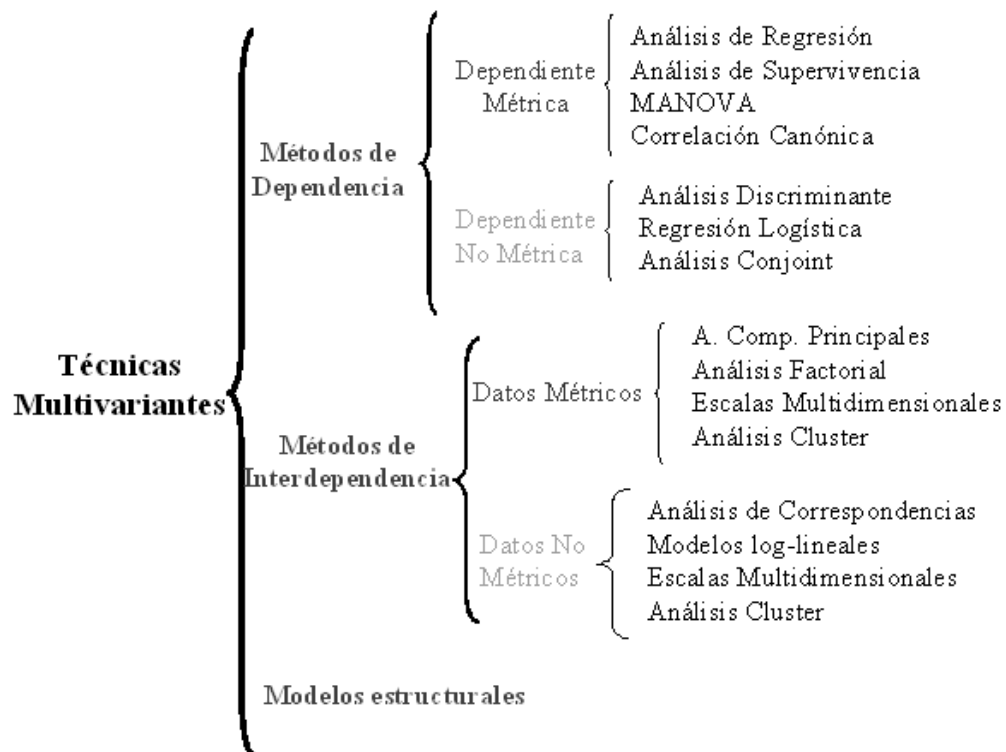 Técnicas
Multivariantes
Métodos de
Dependencia
Dependiente
Métrica
Análisis de Regresión
Análisis de Supervivencia
MANOVA
Correlación Canónica
Dependiente
No Métrica
Análisis Discriminante
Regresión Logística
Análisis Conjoint
Métodos de
Interdependencia
Datos Métricos
A. Comp. Principales
Análisis Factorial
Escalas Multidimensionales
Análisis Cluster
Datos No
Métricos
Análisis de Correspondencias
Modelos log-lineales
Escalas Multidimensionales
Análisis Cluster
Modelos estructurales